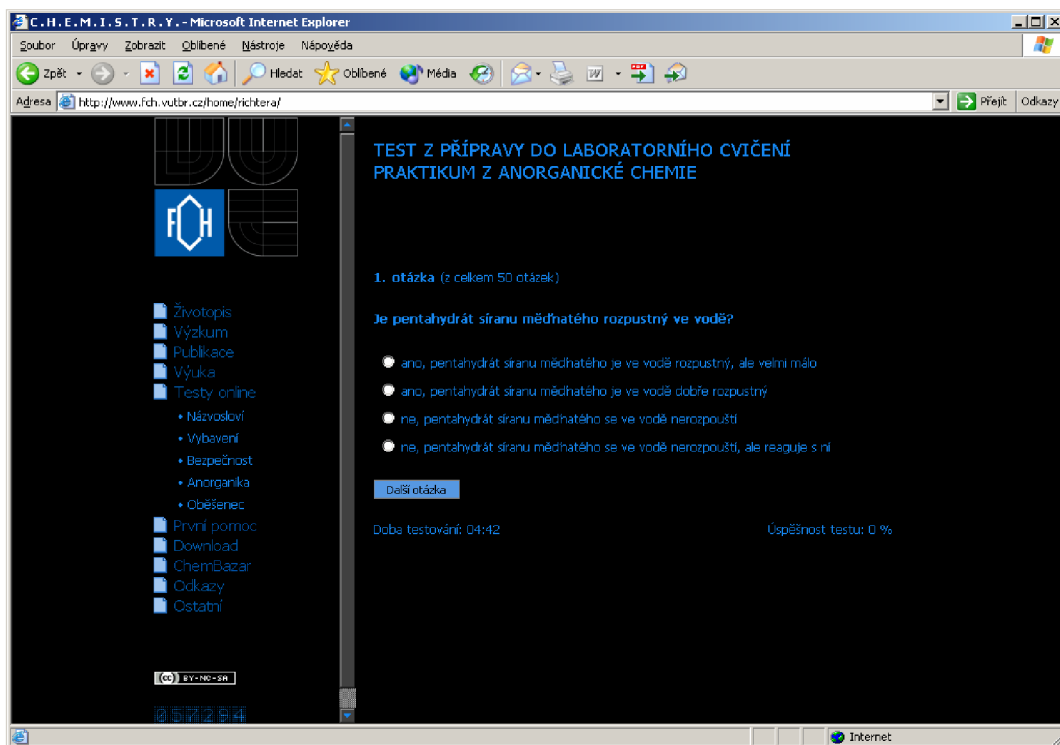 C.H.E.M.I.S.T.R.Y. - Microsoft Internet Explorer
Soubor Úpravy Zobrazit Oblíbené Nástroje Nápověda
Zpět Hledat Oblíbené Média
Adresa http://www.fch.vutbr.cz/home/richtera/ Přejít Odkazy
FCH
Životopis
Výzkum
Publikace
Výuka
Testy online
• Názvosloví
• Vybavení
• Bezpečnost
• Anorganika
• Oběšenec
První pomoc
Download
ChemBazar
Odkazy
Ostatní
(cc) BY-NC-SA
057294
TEST Z PŘÍPRAVY DO LABORATORNÍHO CVIČENÍ
PRAKTIKUM Z ANORGANICKÉ CHEMIE
1. otázka (z celkem 50 otázek)
Je pentahydrát síranu měďnatého rozpustný ve vodě?
ano, pentahydrát síranu měďnatého je ve vodě rozpustný, ale velmi málo
ano, pentahydrát síranu měďnatého je ve vodě dobře rozpustný
ne, pentahydrát síranu měďnatého se ve vodě nerozpouští
ne, pentahydrát síranu měďnatého se ve vodě nerozpouští, ale reaguje s ní
Další otázka
Doba testování: 04:42 Úspěšnost testu: 0 %
Internet